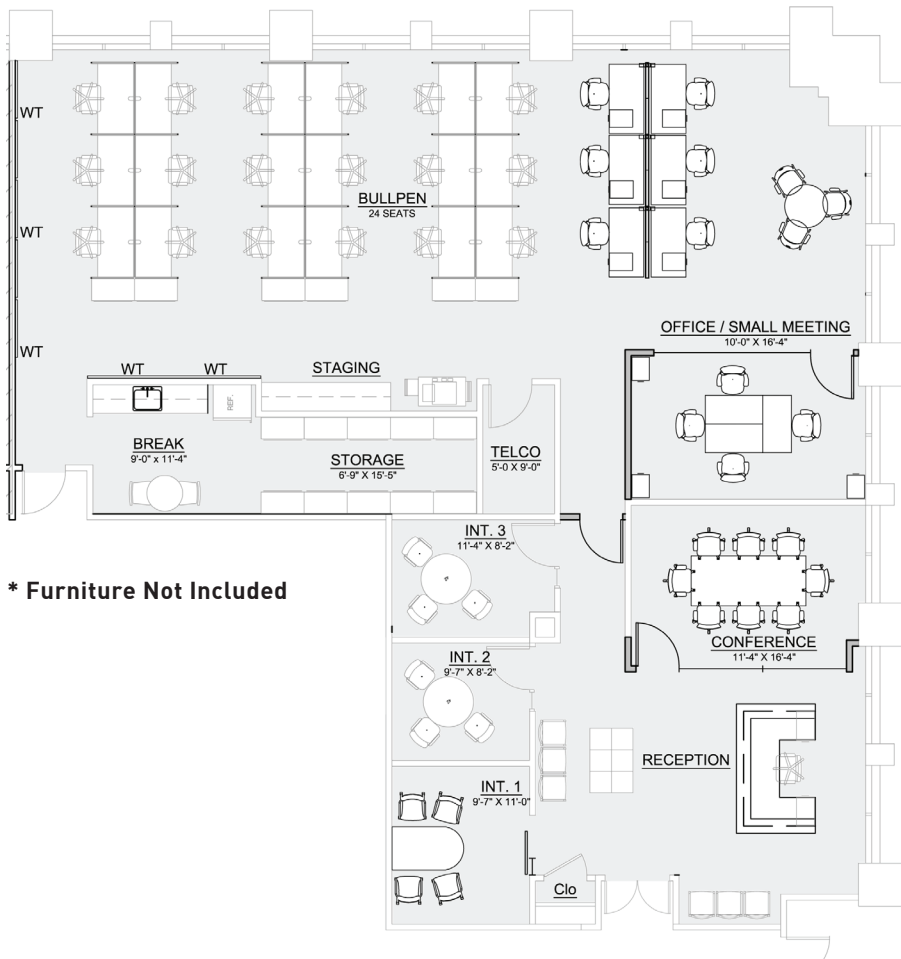 WT
BULLPEN
24 SEATS
WT
OFFICE / SMALL MEETING
10'-0" X 16'-4"
WT
WT
WT
STAGING
REF.
BREAK
9'-0" x 11'-4"
STORAGE
6'-9" X 15'-5"
TELCO
5'-0 X 9'-0"
INT. 3
11'-4" X 8'-2"
* Furniture Not Included
CONFERENCE
11'-4" X 16'-4"
INT. 2
9'-7" X 8'-2"
RECEPTION
INT. 1
9'-7" X 11'-0"
Clo